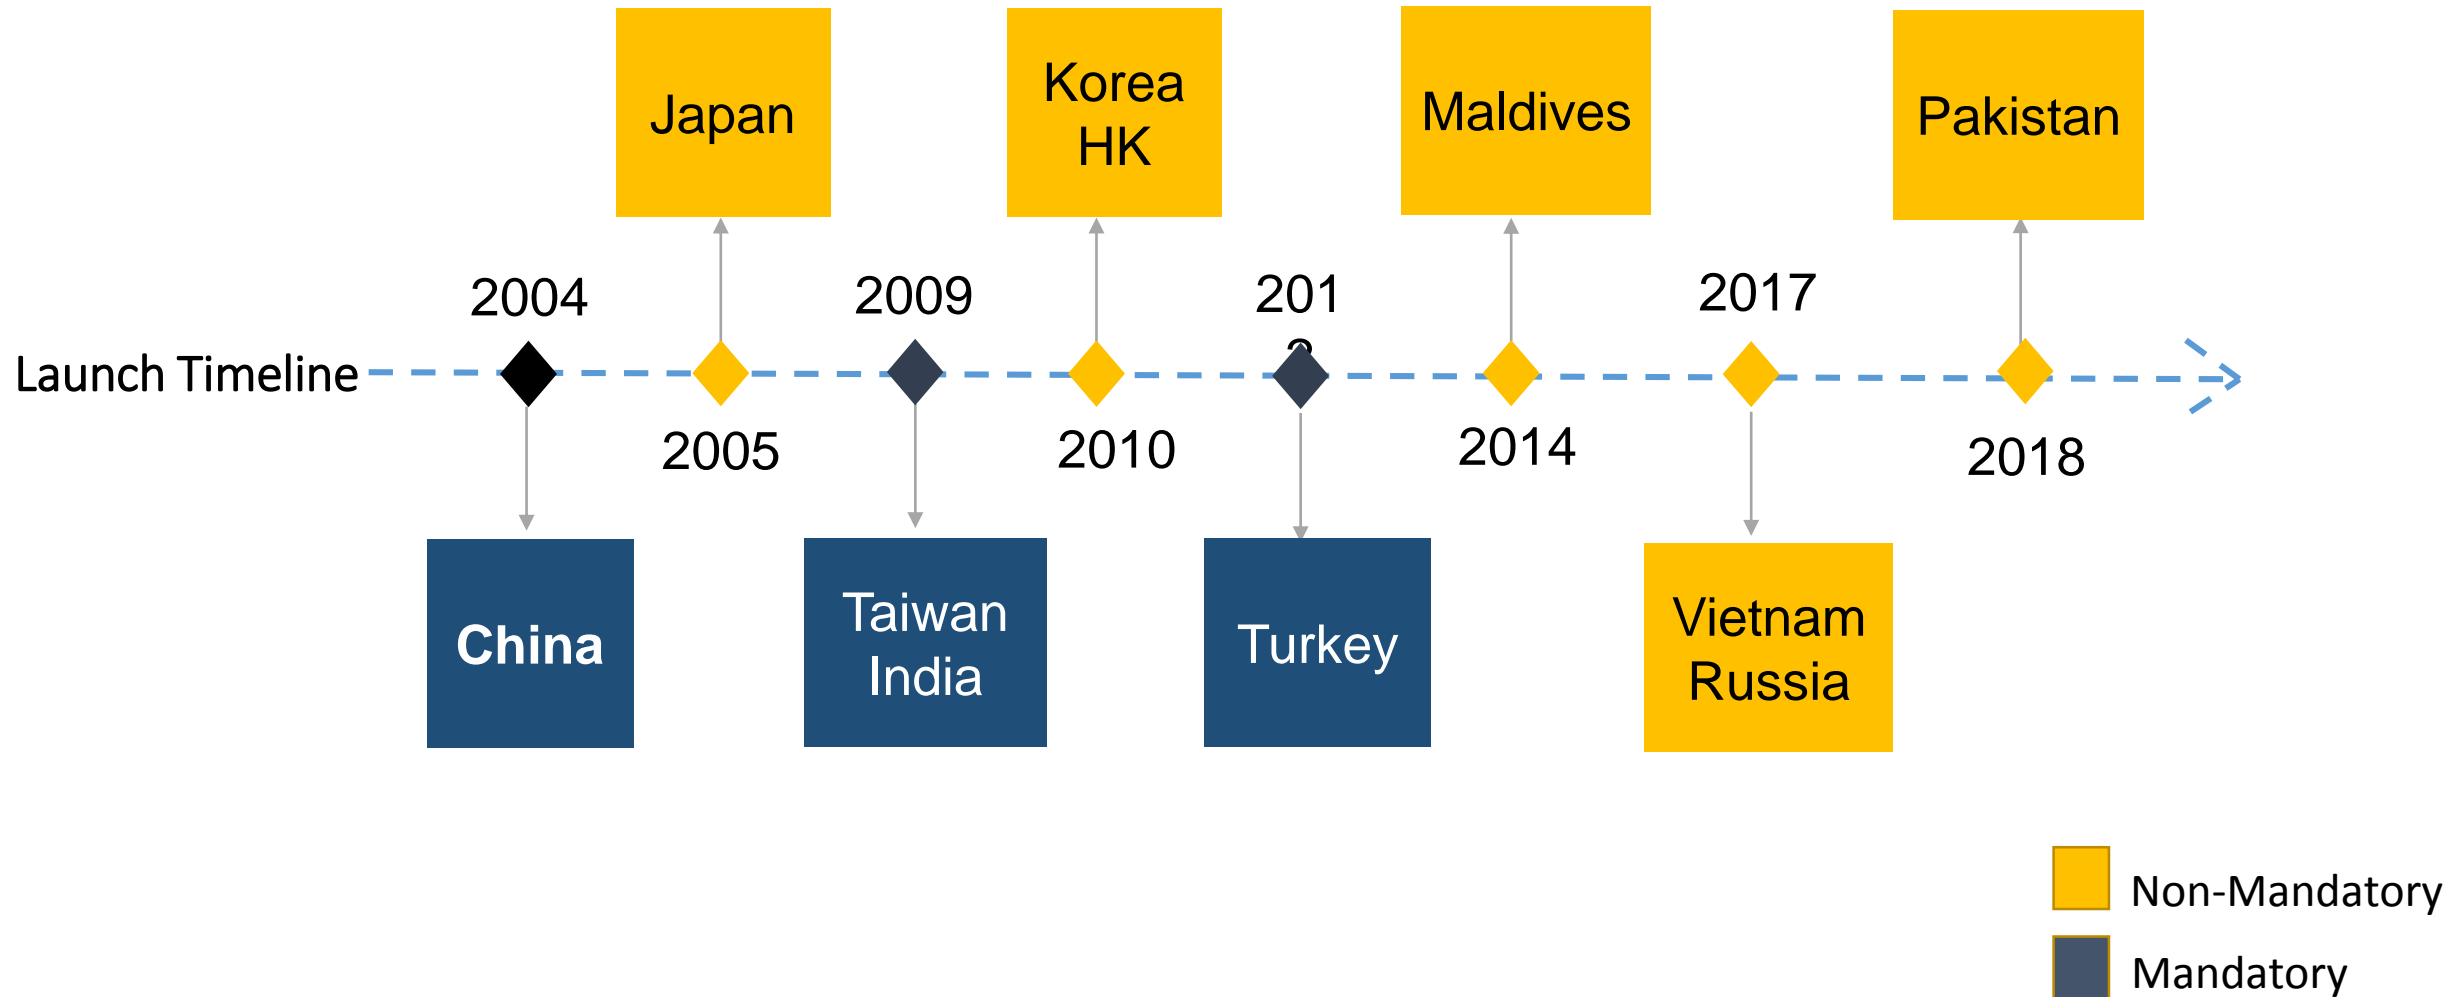 Japan
Korea
HK
Maldives
Pakistan
2004
2009
201
2017
Launch Timeline
2005
2010
2014
2018
China
Taiwan
India
Turkey
Vietnam
Russia
Non-Mandatory
Mandatory